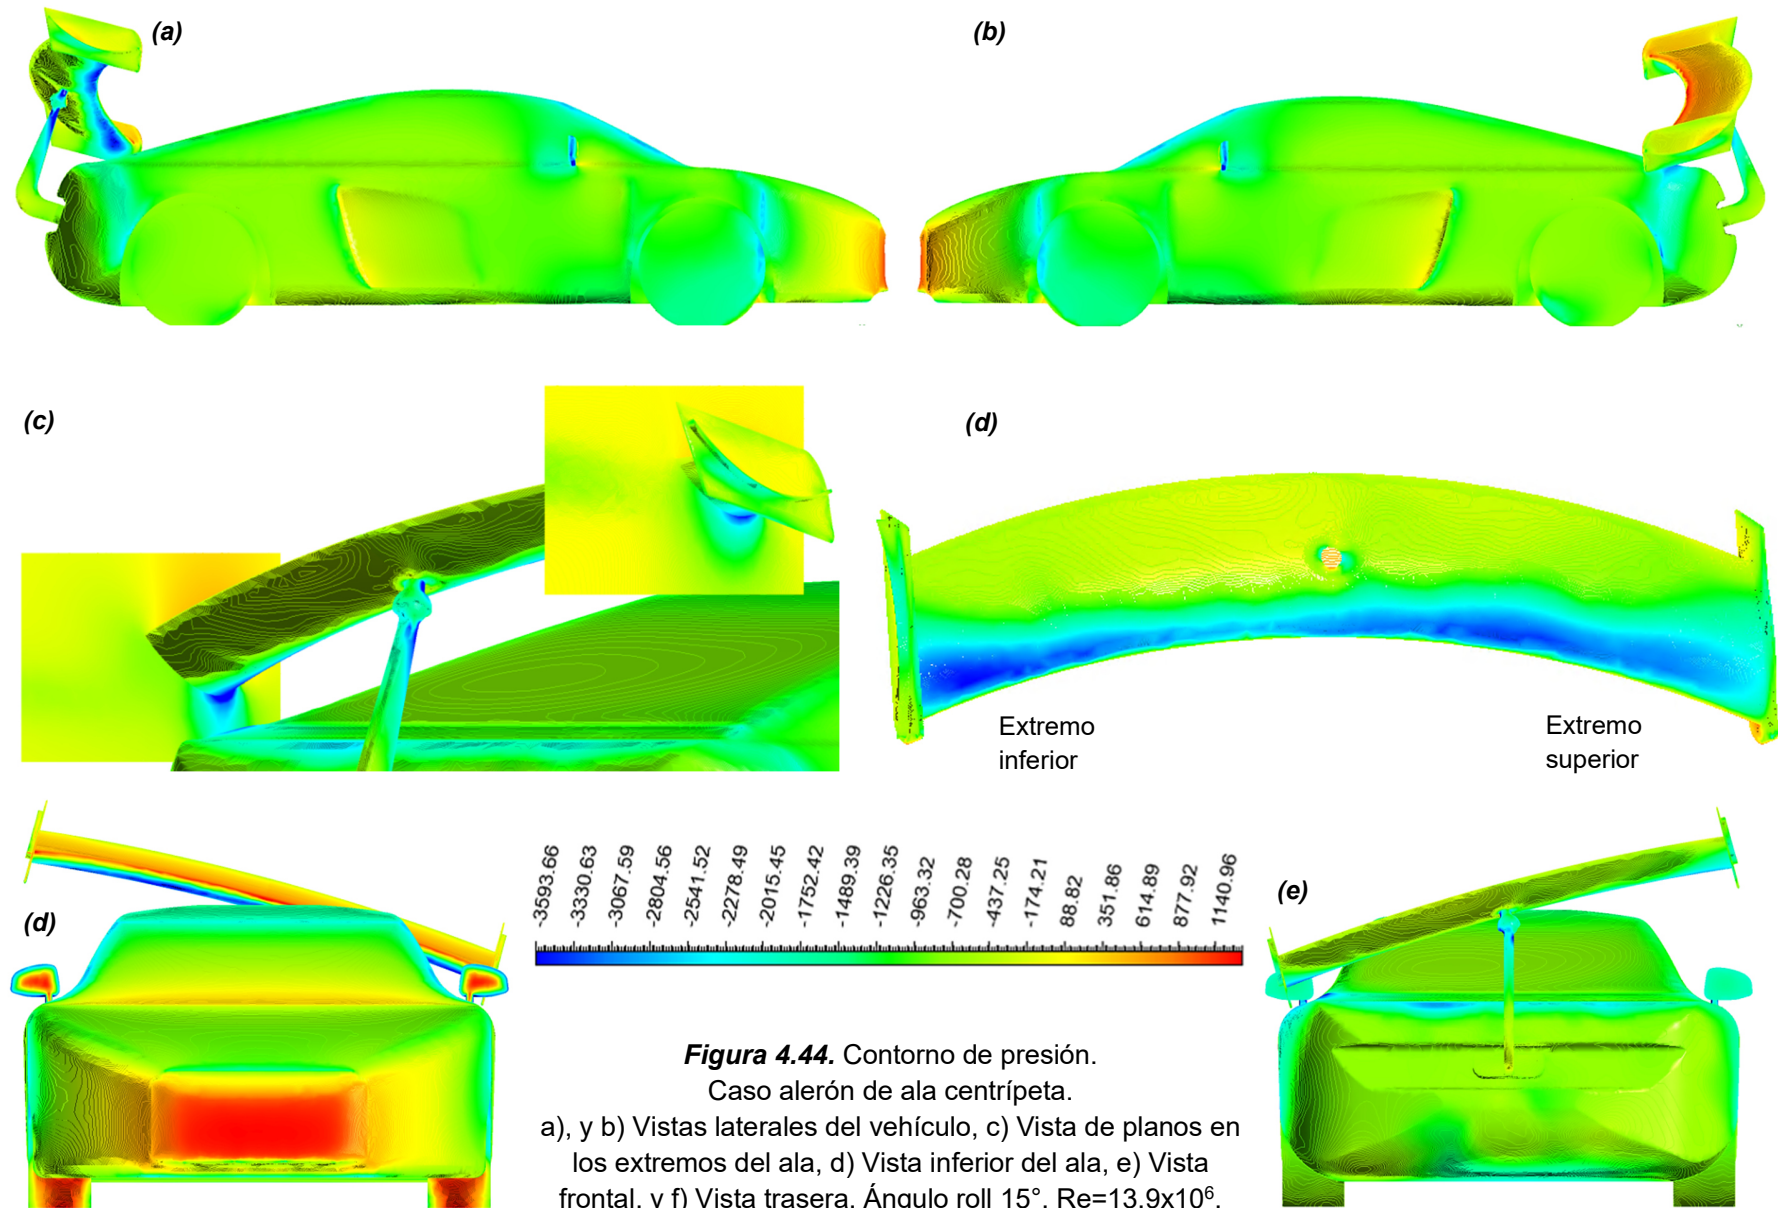 (a)
(b)
(c)
(d)
Extremo
inferior
Extremo
superior
(d)
-3593.66
-3330.63
-3067.59
-2804.56
-2541.52
-2278.49
-2015.45
-1752.42
-1489.39
-1226.35
-963.32
-700.28
-437.25
-174.21
88.82
351.86
614.89
877.92
1140.96
(e)
Figura 4.44. Contorno de presión.
Caso alerón de ala centrípeta.
a), y b) Vistas laterales del vehículo, c) Vista de planos en
los extremos del ala, d) Vista inferior del ala, e) Vista
frontal, y f) Vista trasera. Ángulo roll 15°. Re=13.9x10⁶.